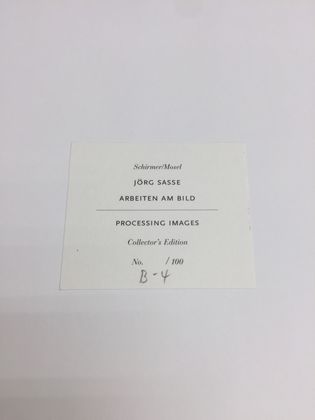 Schirmer/Mosel
JÖRG SASSE
ARBEITEN AM BILD
PROCESSING IMAGES
Collector's Edition
No. / 100
B-4